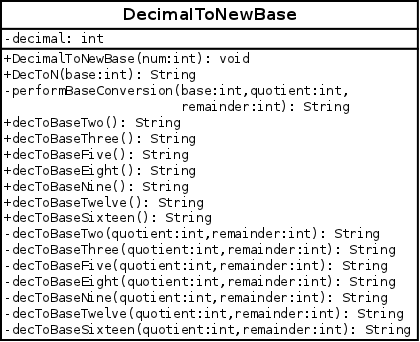 DecimalToNewBase
-decimal: int
+DecimalToNewBase(num:int): void
+DecToN(base:int): String
-performBaseConversion(base:int,quotient:int,
remainder:int): String
+decToBaseTwo(): String
+decToBaseThree(): String
+decToBaseFive(): String
+decToBaseEight(): String
+decToBaseNine(): String
+decToBaseTwelve(): String
+decToBaseSixteen(): String
-decToBaseTwo(quotient:int,remainder:int): String
-decToBaseThree(quotient:int,remainder:int): String
-decToBaseFive(quotient:int,remainder:int): String
-decToBaseEight(quotient:int,remainder:int): String
-decToBaseNine(quotient:int,remainder:int): String
-decToBaseTwelve(quotient:int,remainder:int): String
-decToBaseSixteen(quotient:int,remainder:int): String